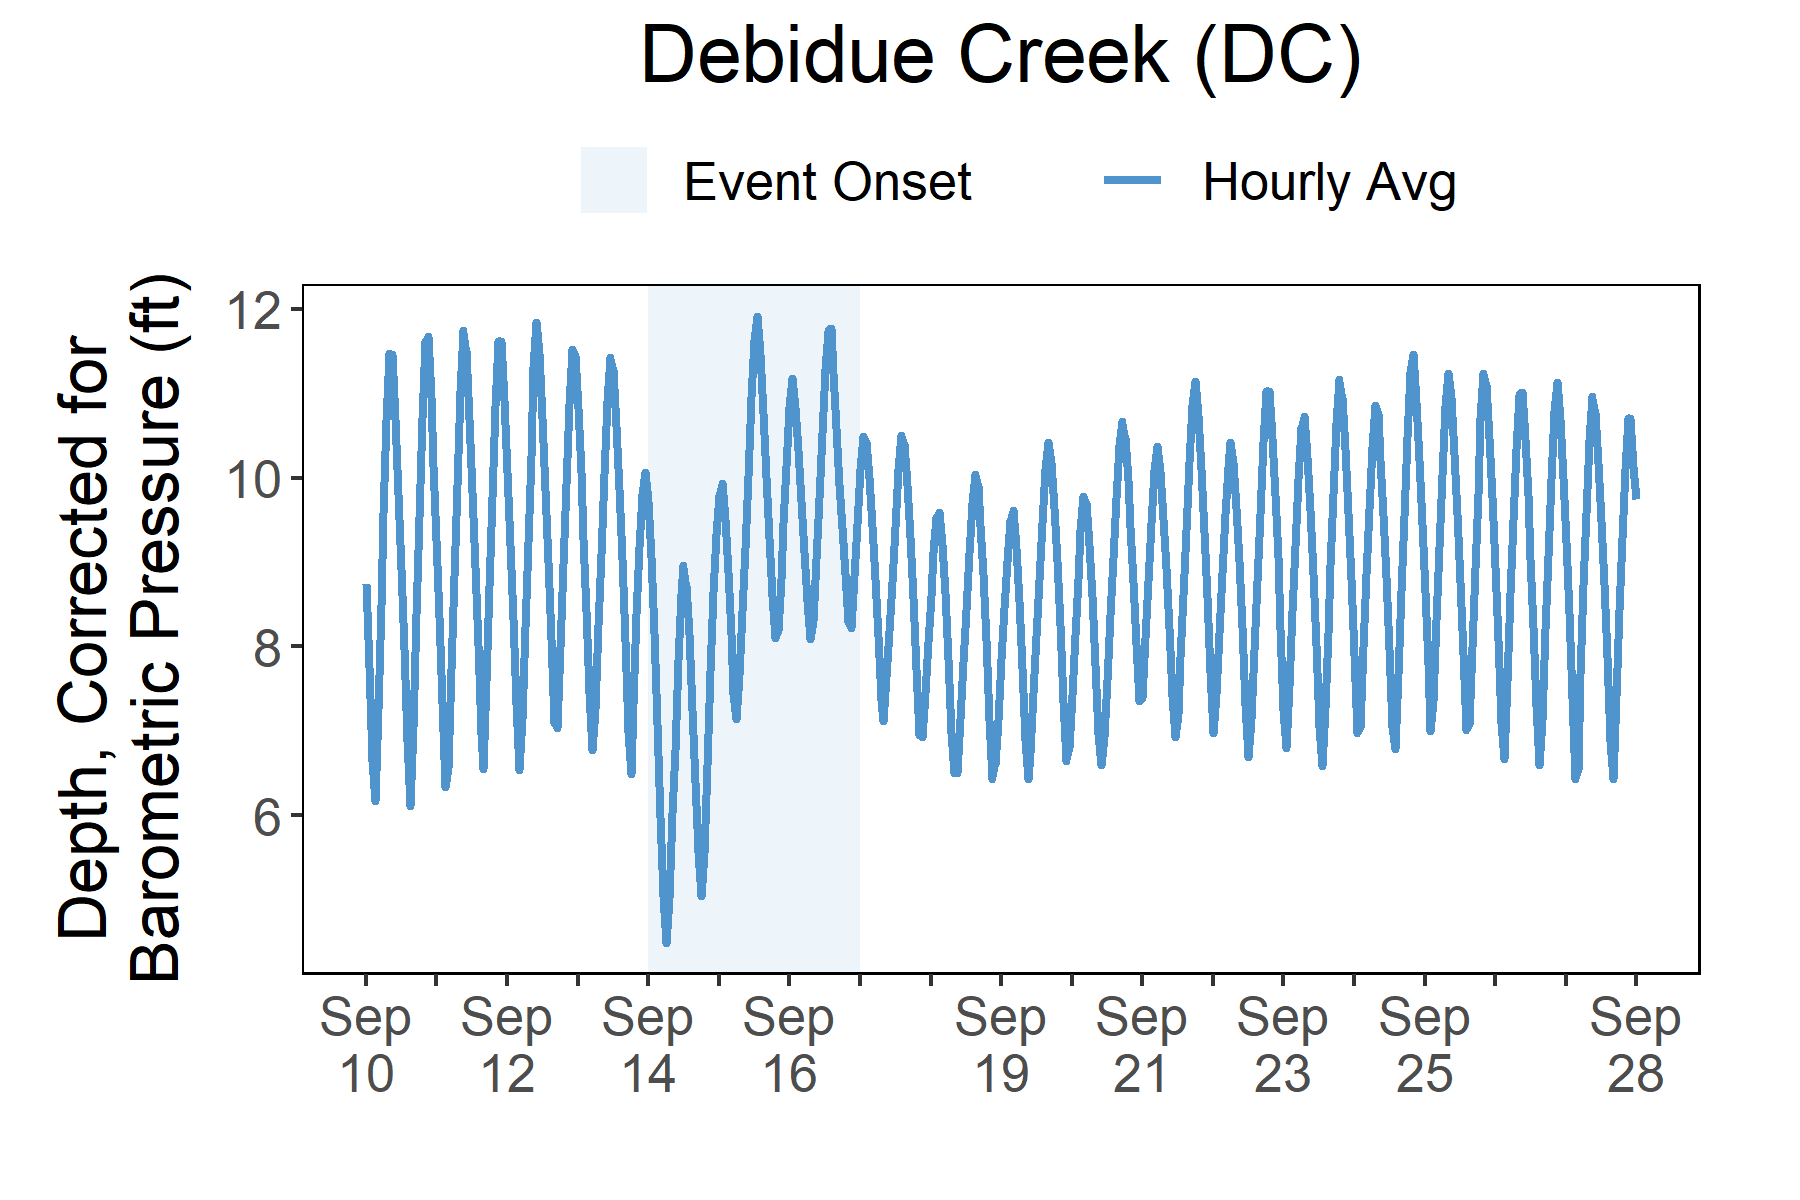 Debidue Creek (DC)
Event Onset
Hourly Avg
Depth, Corrected for
Barometric Pressure (ft)
12
10
8
6
Sep
10
Sep
12
Sep
14
Sep
16
Sep
19
Sep
21
Sep
23
Sep
25
Sep
28